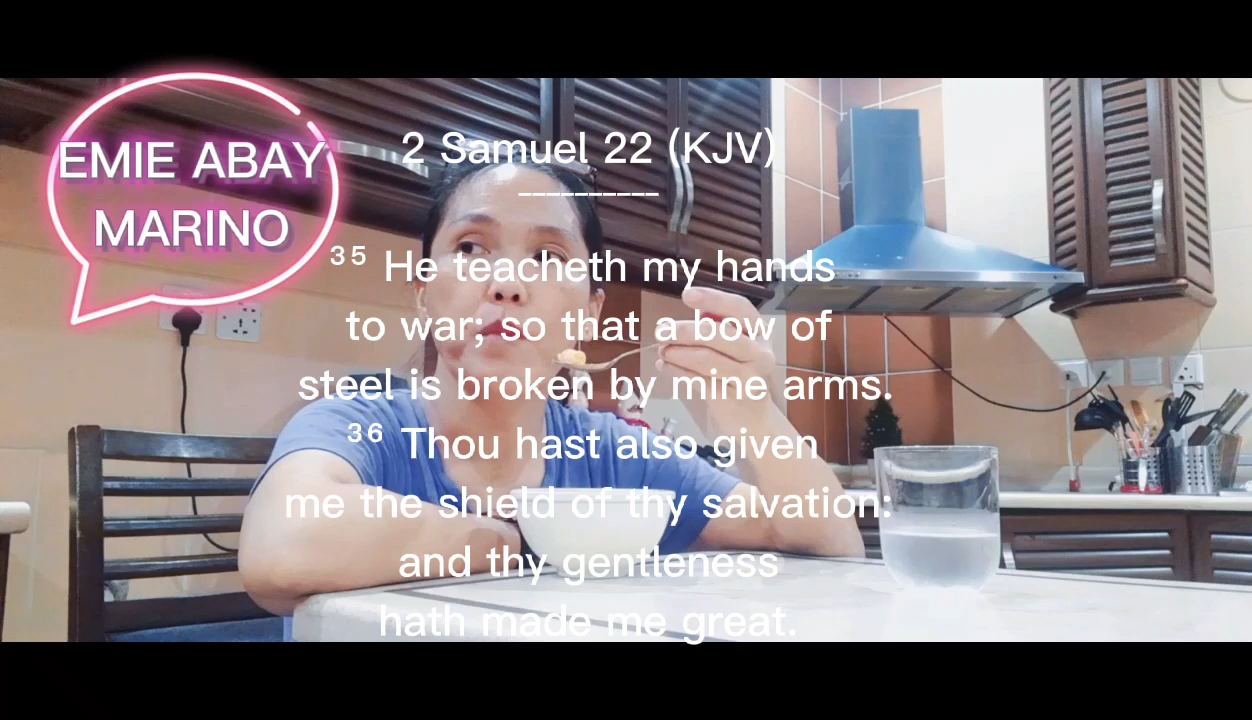 EMIE ABAY
MARINO
2 Samuel 22 (KJV)
----------
35 He teacheth my hands
to war; so that a bow of
steel is broken by mine arms.
36 Thou hast also given
me the shield of thy salvation:
and thy gentleness
hath made me great.